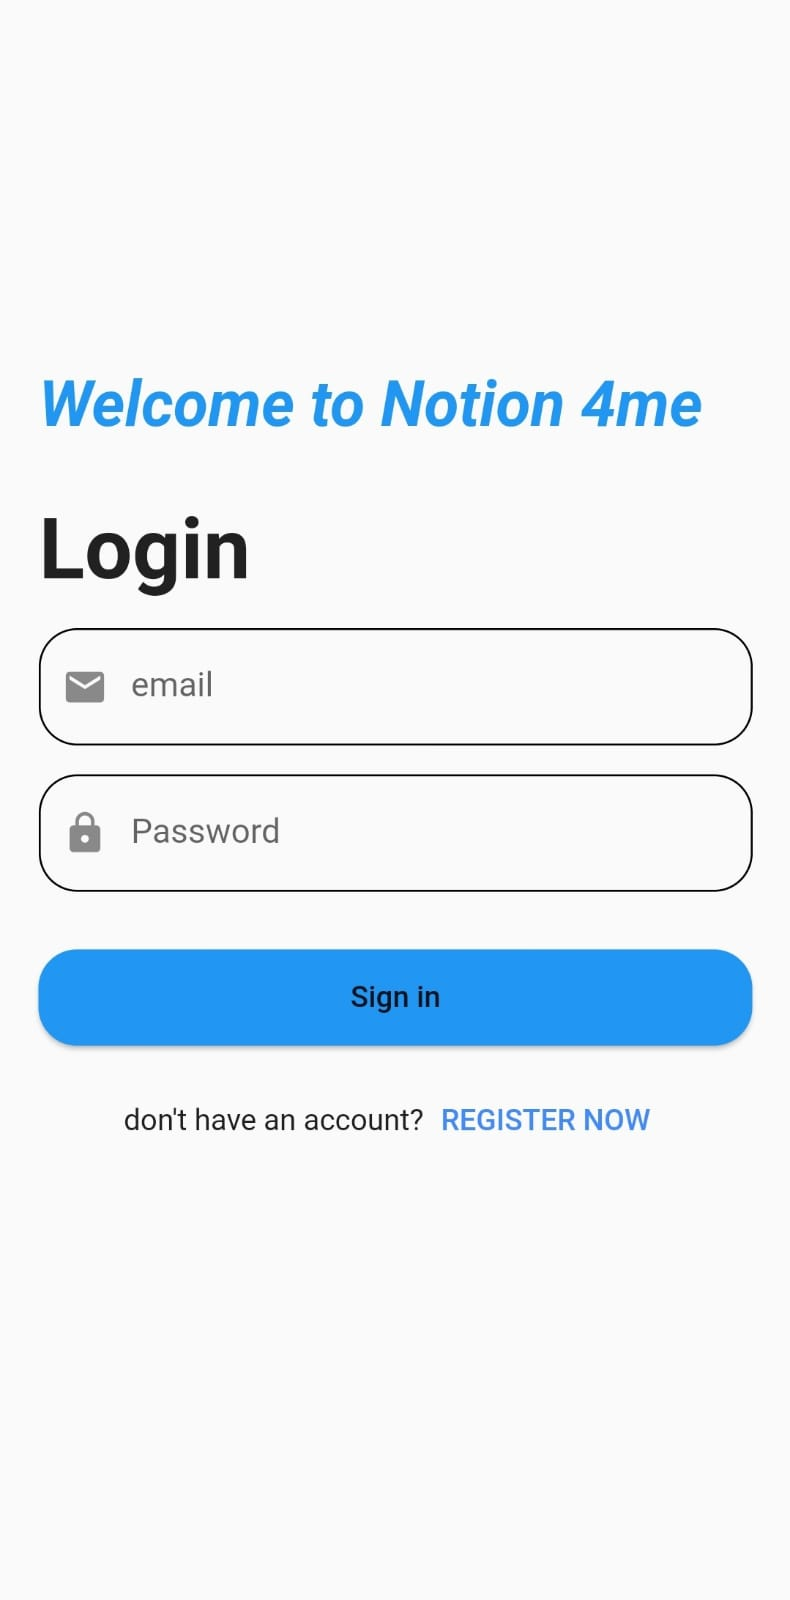 Welcome to Notion 4me
Login
email
Password
Sign in
don't have an account? REGISTER NOW